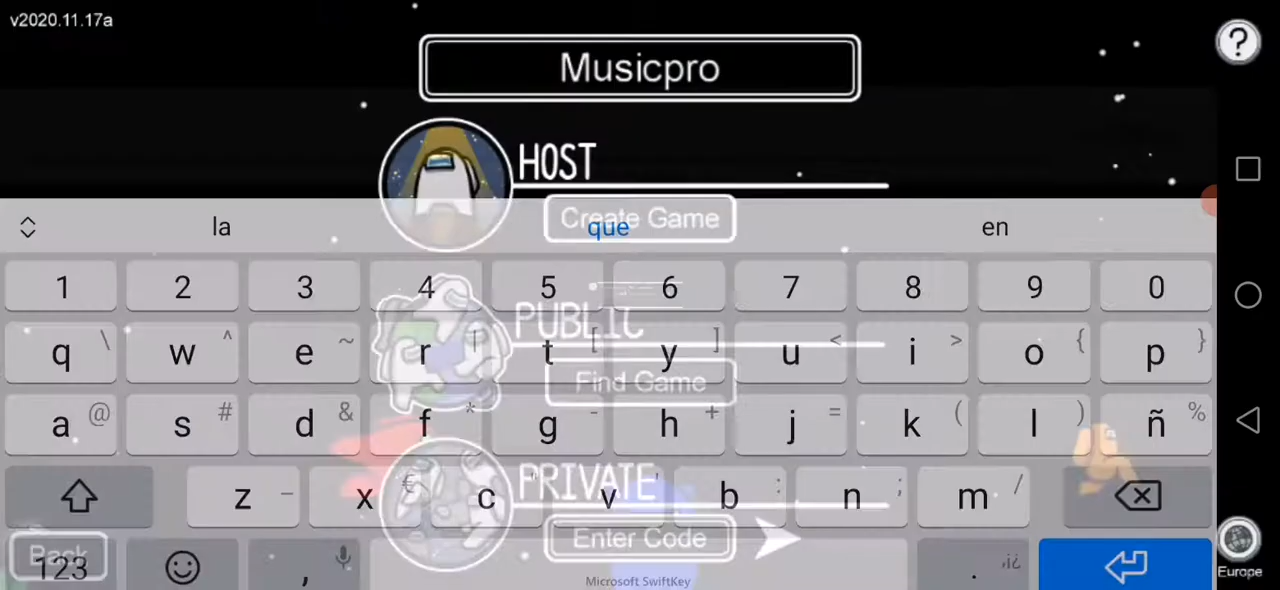 v2020.11.17a
Musicpro
?
HOST
Create Game
la que en
1 2 3 4 5 6 7 8 9 0
PUBLIC
q \ w ^ e ~ r | t [ y ] u < i > o { p }
Find Game
a @ s # d & f * g - h + j = k ( l ) ñ %
PRIVATE
z _ x € c " v ' b : n ; m /
Enter Code
Back
123 , . ¡¿
Microsoft SwiftKey
Europe